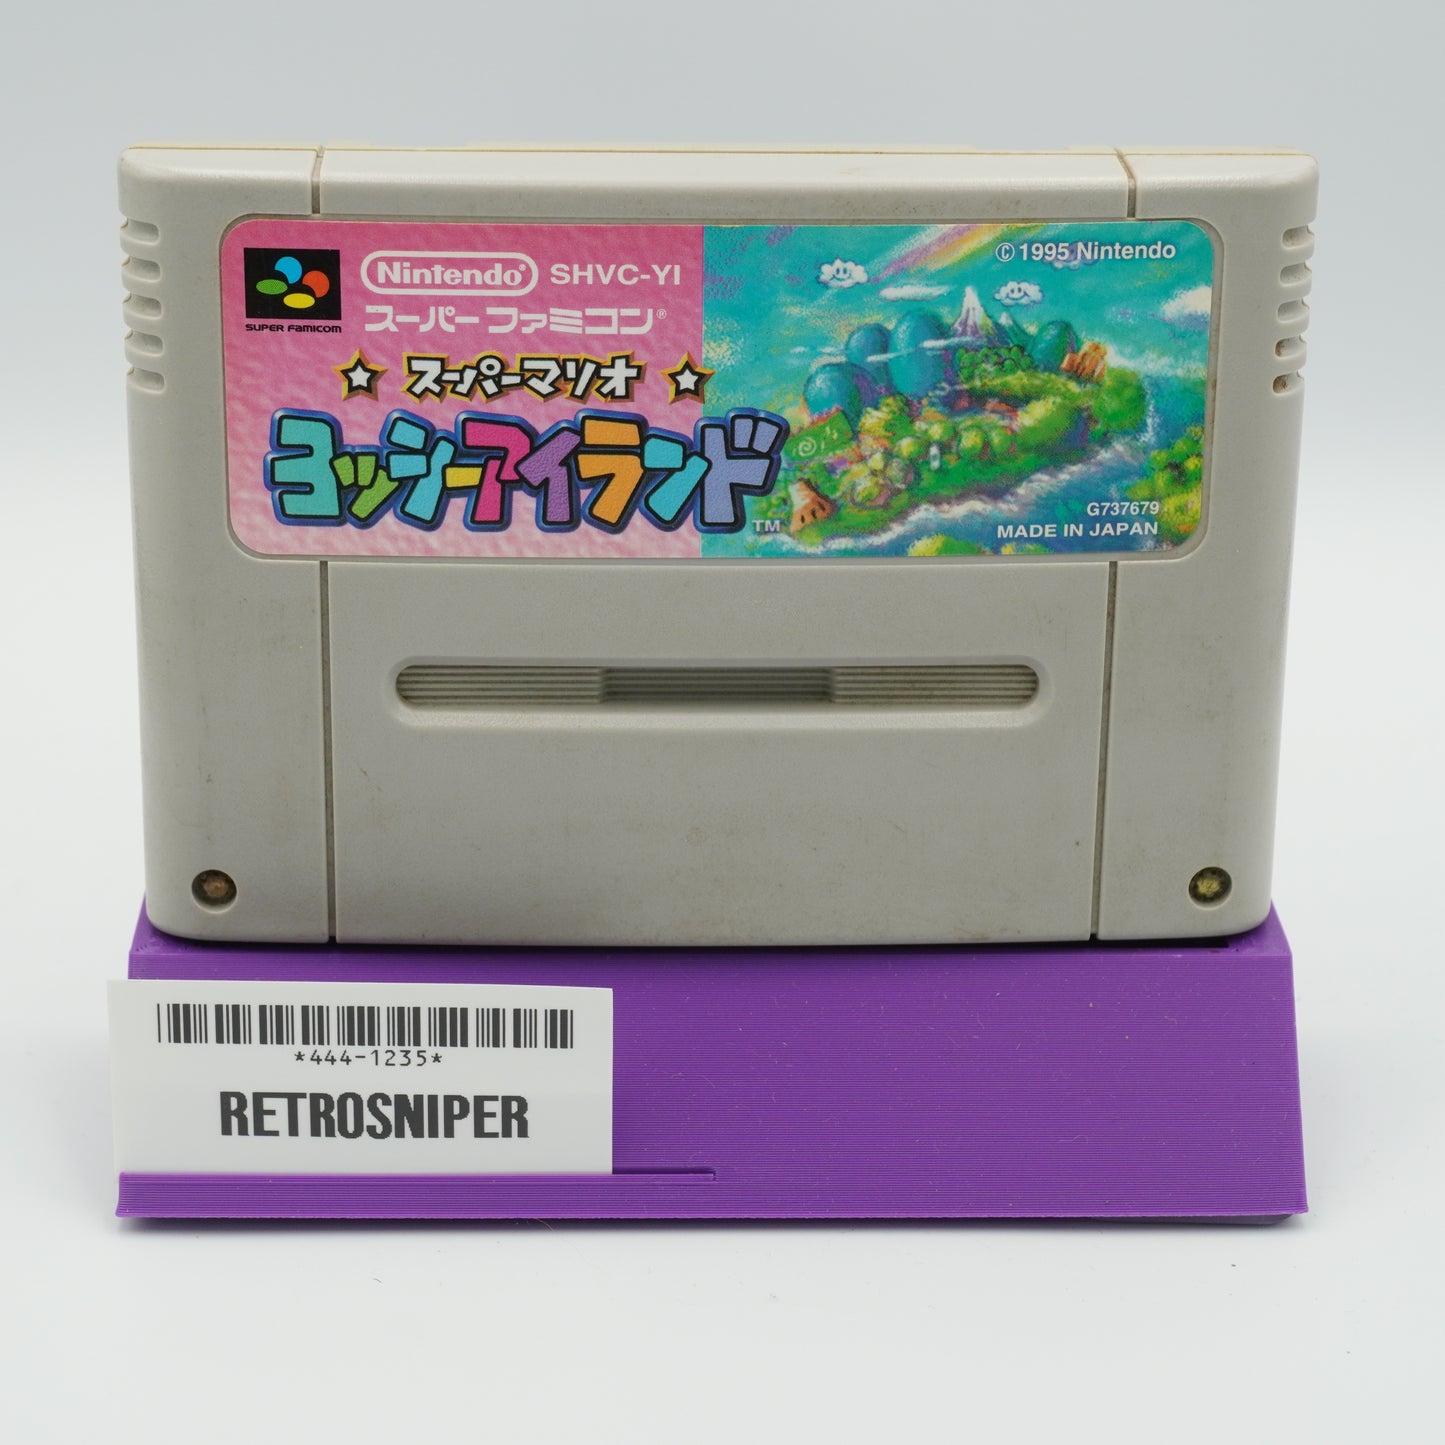 Nintendo® SHVC-YI
スーパーファミコン®
SUPER FAMICOM
スーパーマリオ
ヨッシーアイランド™
© 1995 Nintendo
G737679
MADE IN JAPAN
*444-1235*
RETROSNIPER